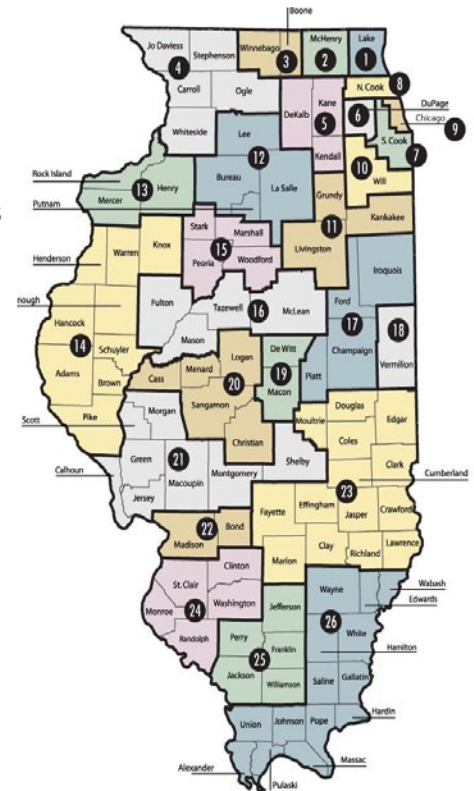 Boone
Jo Daviess
Stephenson
Winnebago
McHenry
Lake
4
3
2
1
Carroll
Ogle
DeKalb
Kane
N. Cook
8
DuPage
Chicago
9
5
6
S. Cook
7
Whiteside
Lee
Kendall
10
Will
12
Rock Island
13
Henry
Bureau
La Salle
Grundy
Mercer
Putnam
11
Kankakee
Stark
Marshall
Livingston
Warren
Knox
15
Peoria
Woodford
Iroquois
Henderson
Fulton
Tazewell
16
McLean
Ford
nough
17
18
Hancock
Mason
14
Schuyler
Logan
De Witt
Champaign
Vermilion
Adams
Menard
19
Brown
Cass
20
Piatt
Macon
Sangamon
Douglas
Edgar
Pike
Morgan
Moultrie
Scott
Christian
Coles
Green
21
Shelby
Clark
Calhoun
Montgomery
Cumberland
Macoupin
23
Jersey
Effingham
Fayette
Jasper
Crawford
22
Bond
Madison
Clay
Richland
Lawrence
Marion
Clinton
St. Clair
Wayne
Wabash
Washington
Jefferson
Edwards
24
26
Monroe
White
Randolph
Perry
Franklin
Hamilton
25
Jackson
Saline
Gallatin
Williamson
Hardin
Union
Johnson
Pope
Massac
Alexander
Pulaski